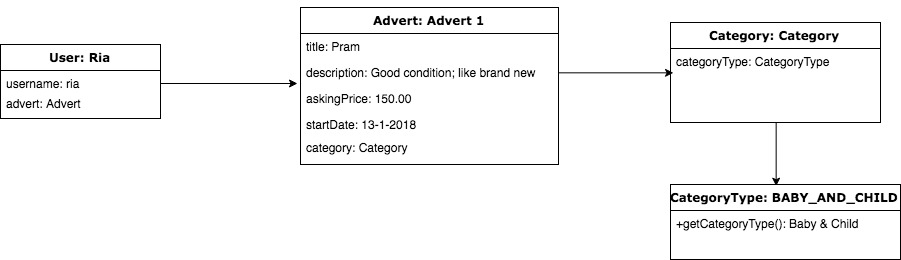 User: Ria
username: ria
advert: Advert
Advert: Advert 1
title: Pram
description: Good condition; like brand new
askingPrice: 150.00
startDate: 13-1-2018
category: Category
Category: Category
categoryType: CategoryType
CategoryType: BABY_AND_CHILD
+getCategoryType(): Baby & Child